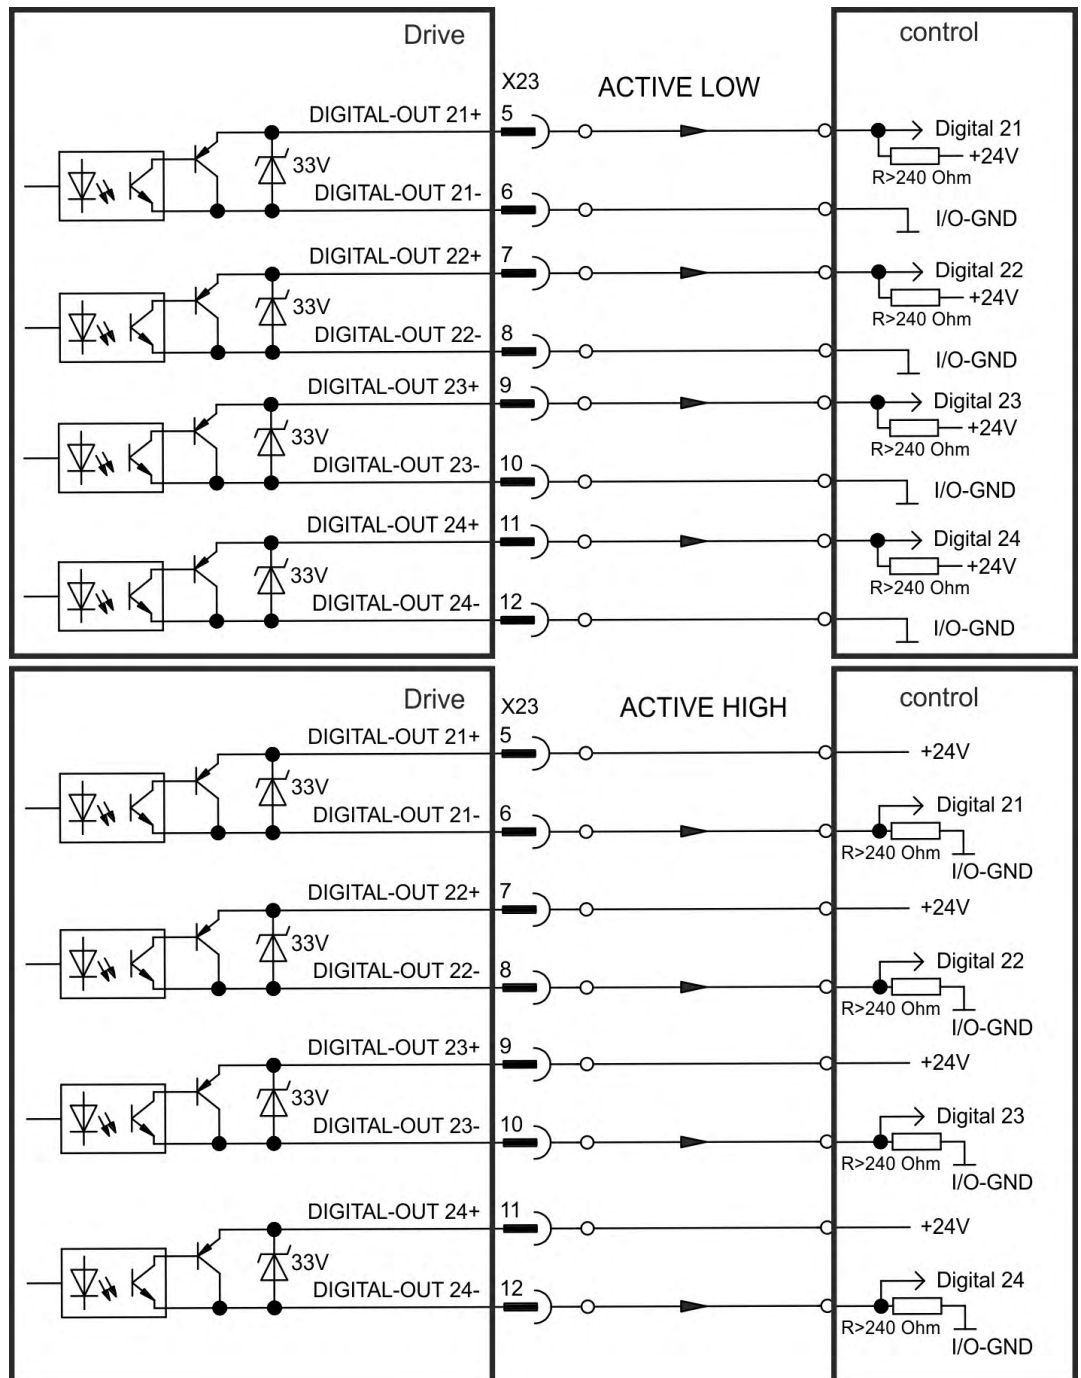 Drive
control
X23
ACTIVE LOW
DIGITAL-OUT 21+
5
Digital 21
33V
+24V
R>240 Ohm
DIGITAL-OUT 21-
6
I/O-GND
DIGITAL-OUT 22+
7
Digital 22
33V
+24V
R>240 Ohm
DIGITAL-OUT 22-
8
I/O-GND
DIGITAL-OUT 23+
9
Digital 23
33V
+24V
R>240 Ohm
DIGITAL-OUT 23-
10
I/O-GND
DIGITAL-OUT 24+
11
Digital 24
33V
+24V
R>240 Ohm
DIGITAL-OUT 24-
12
I/O-GND
Drive
control
X23
ACTIVE HIGH
DIGITAL-OUT 21+
5
+24V
33V
Digital 21
DIGITAL-OUT 21-
6
R>240 Ohm
I/O-GND
DIGITAL-OUT 22+
7
+24V
33V
Digital 22
DIGITAL-OUT 22-
8
R>240 Ohm
I/O-GND
DIGITAL-OUT 23+
9
+24V
33V
Digital 23
DIGITAL-OUT 23-
10
R>240 Ohm
I/O-GND
DIGITAL-OUT 24+
11
+24V
33V
Digital 24
DIGITAL-OUT 24-
12
R>240 Ohm
I/O-GND